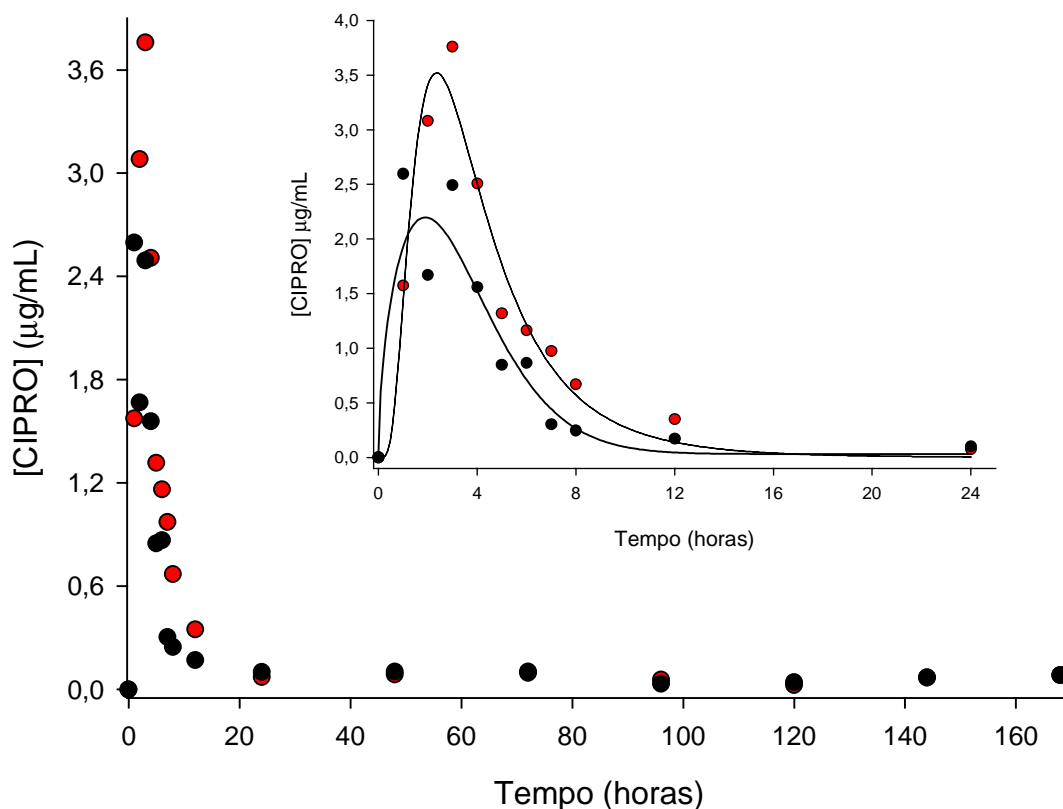 4,0
3,5
3,0
2,5
2,0
1,5
1,0
0,5
0,0
[CIPRO] µg/mL
0 4 8 12 16 20 24
Tempo (horas)
3,6
3,0
2,4
1,8
1,2
0,6
0,0
[CIPRO] (µg/mL)
0 20 40 60 80 100 120 140 160
Tempo (horas)